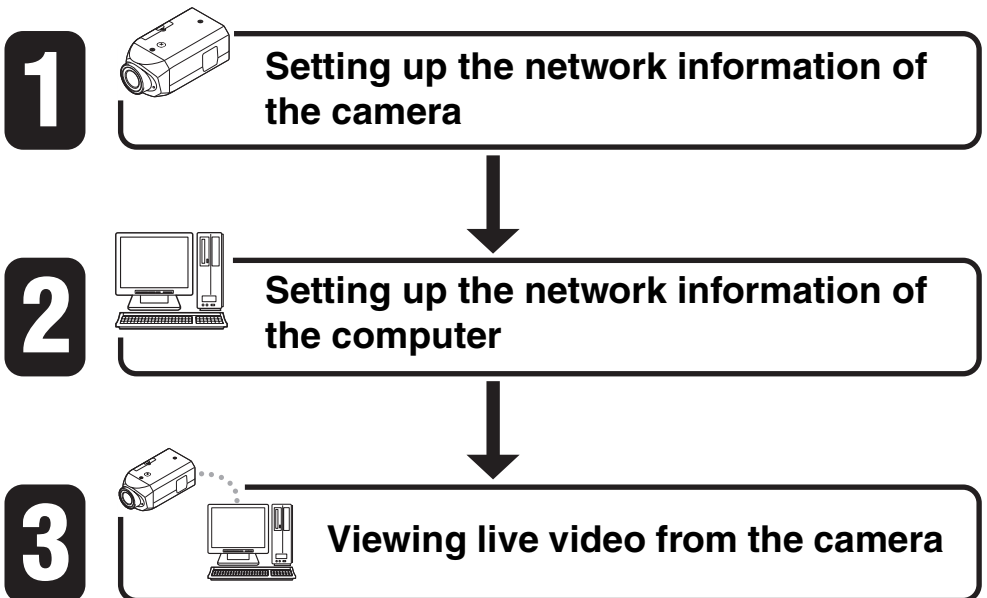 1
Setting up the network information of
the camera
2
Setting up the network information of
the computer
3
Viewing live video from the camera